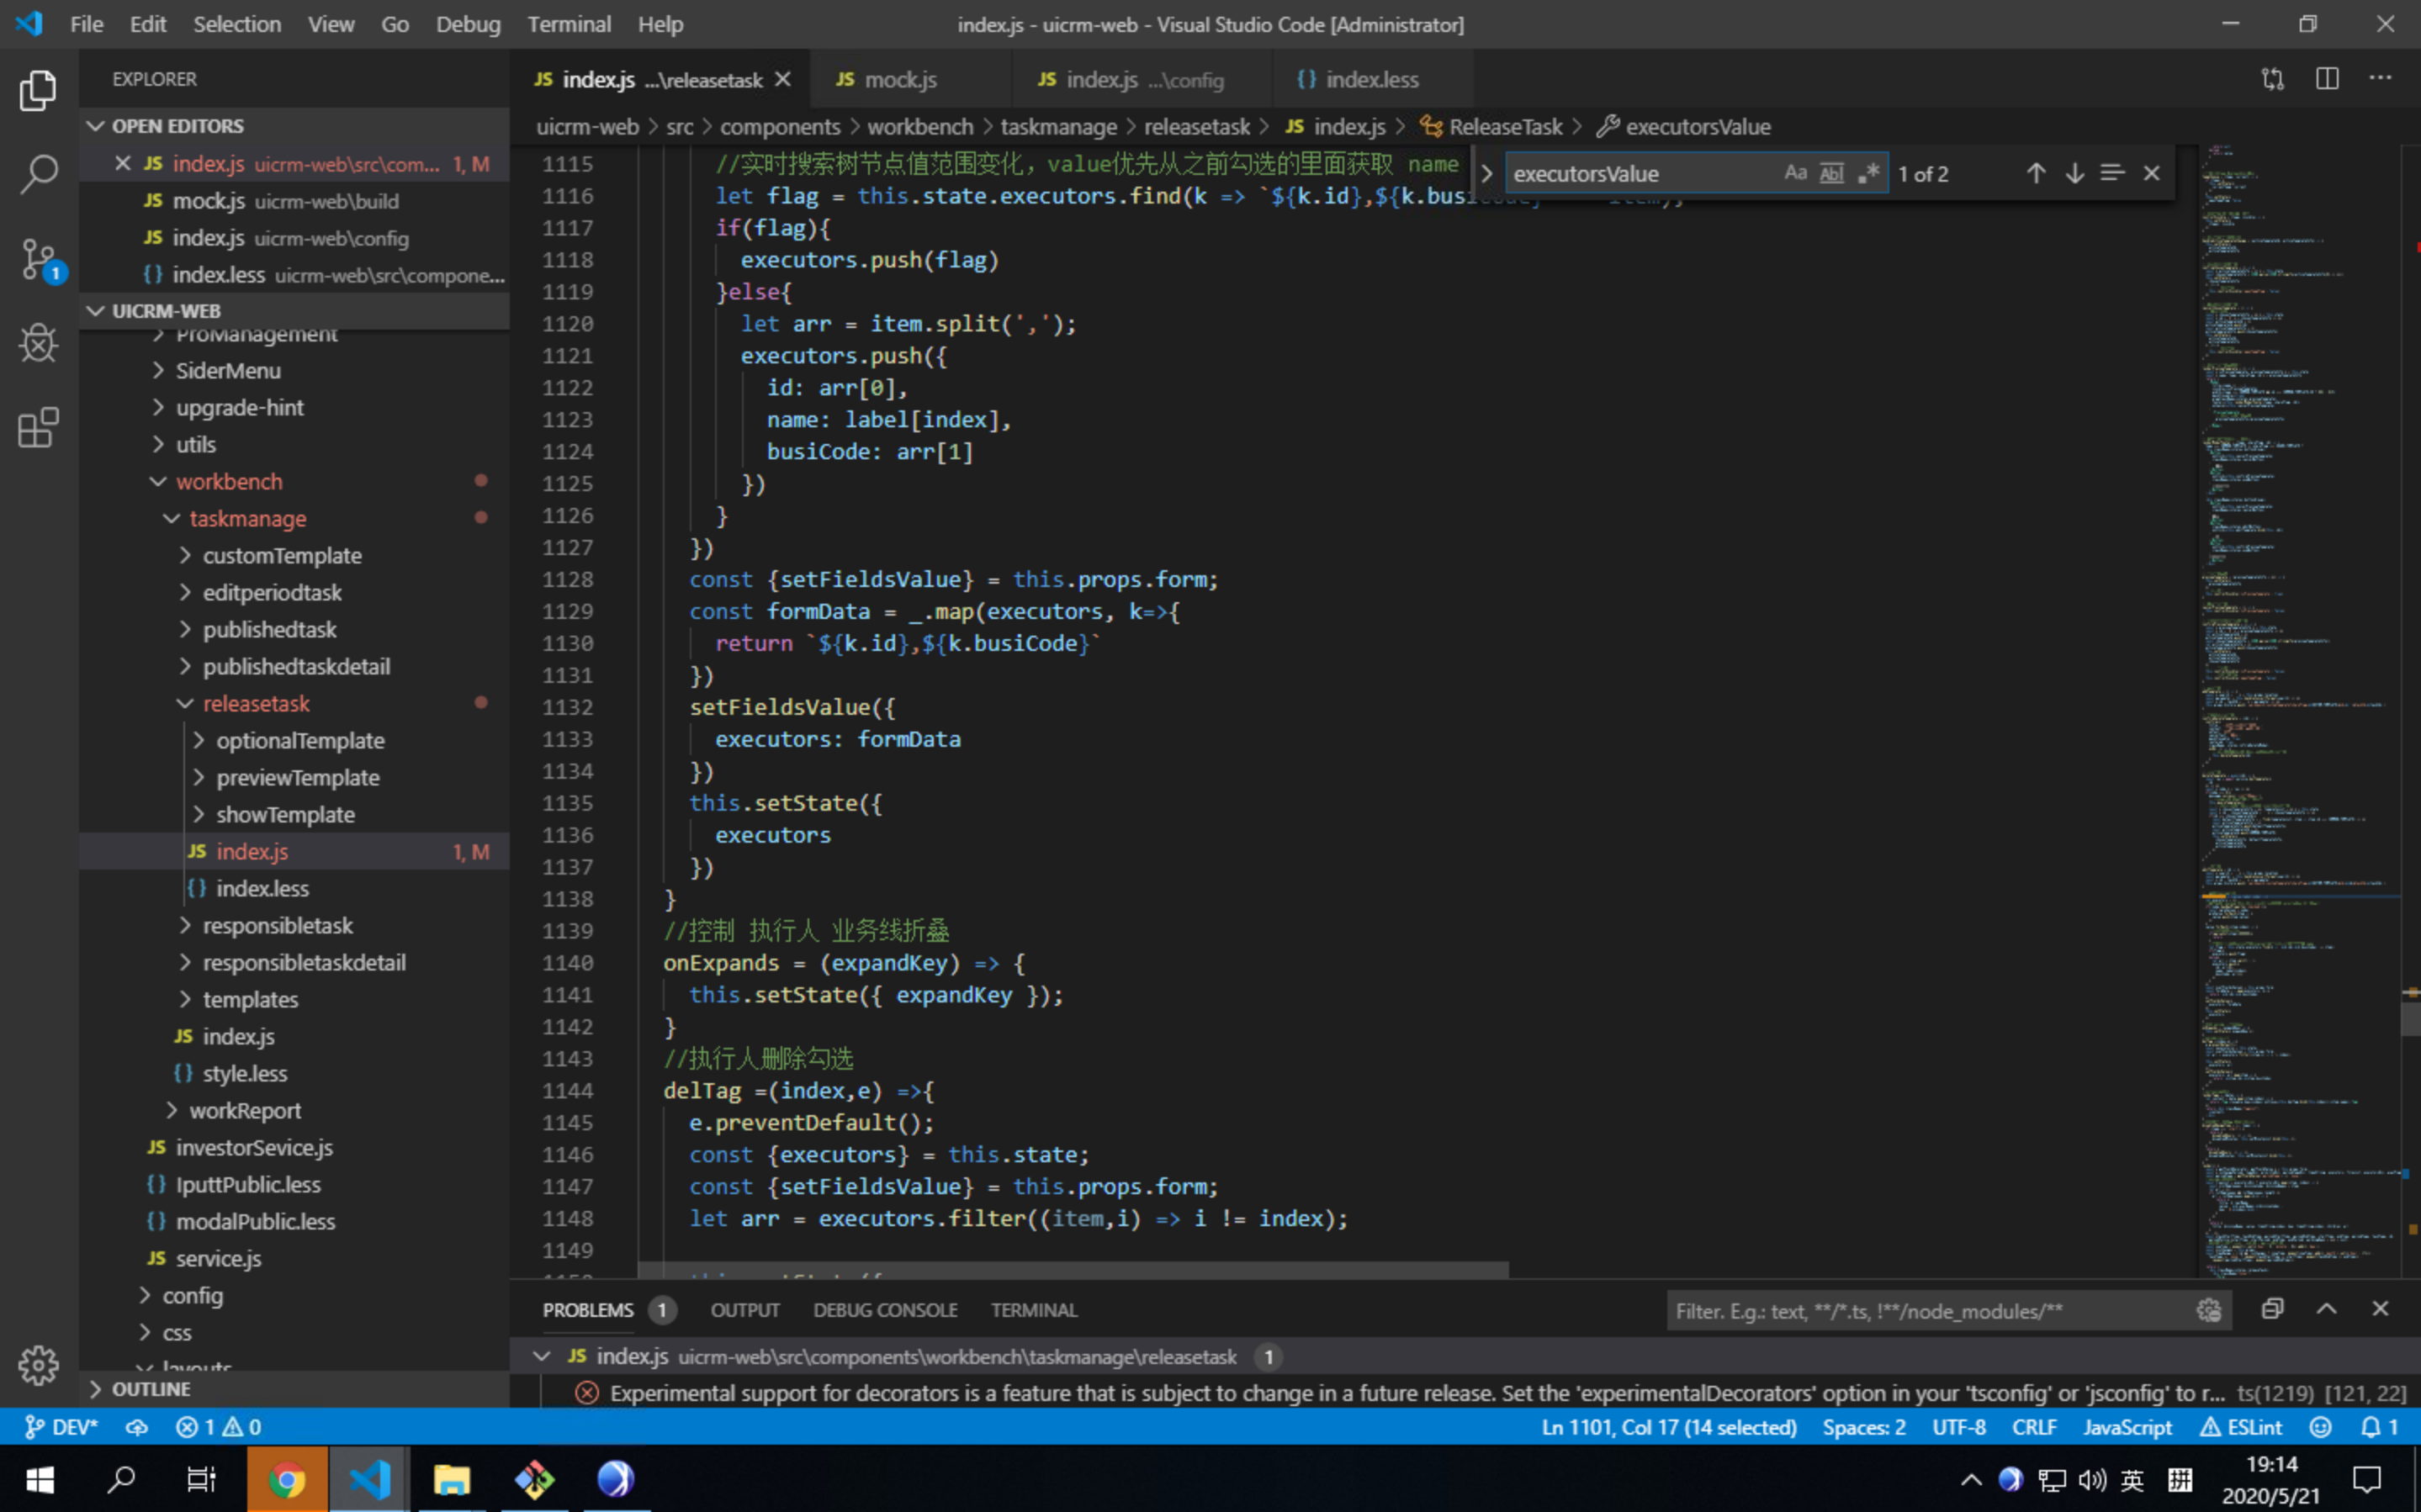 File Edit Selection View Go Debug Terminal Help
index.js - uicrm-web - Visual Studio Code [Administrator]
EXPLORER
OPEN EDITORS
JS index.js uicrm-web\src\com... 1, M
JS mock.js uicrm-web\build
JS index.js uicrm-web\config
{} index.less uicrm-web\src\compone...
UICRM-WEB
ProManagement
SiderMenu
upgrade-hint
utils
workbench
taskmanage
customTemplate
editperiodtask
publishedtask
publishedtaskdetail
releasetask
optionalTemplate
previewTemplate
showTemplate
JS index.js 1, M
{} index.less
responsibletask
responsibletaskdetail
templates
JS index.js
{} style.less
workReport
JS investorSevice.js
{} IputtPublic.less
{} modalPublic.less
JS service.js
config
css
layouts
OUTLINE
JS index.js ...\releasetask
JS mock.js
JS index.js ...\config
{} index.less
uicrm-web > src > components > workbench > taskmanage > releasetask > JS index.js > ReleaseTask > executorsValue
executorsValue Aa Abl .* 1 of 2
1115 //实时搜索树节点值范围变化，value优先从之前勾选的里面获取 name
1116 let flag = this.state.executors.find(k => `${k.id},${k.busi
1117 if(flag){
1118 executors.push(flag)
1119 }else{
1120 let arr = item.split(',');
1121 executors.push({
1122 id: arr[0],
1123 name: label[index],
1124 busiCode: arr[1]
1125 })
1126 }
1127 })
1128 const {setFieldsValue} = this.props.form;
1129 const formData = _.map(executors, k=>{
1130 return `${k.id},${k.busiCode}`
1131 })
1132 setFieldsValue({
1133 executors: formData
1134 })
1135 this.setState({
1136 executors
1137 })
1138 }
1139 //控制 执行人 业务线折叠
1140 onExpands = (expandKey) => {
1141 this.setState({ expandKey });
1142 }
1143 //执行人删除勾选
1144 delTag =(index,e) =>{
1145 e.preventDefault();
1146 const {executors} = this.state;
1147 const {setFieldsValue} = this.props.form;
1148 let arr = executors.filter((item,i) => i != index);
1149
PROBLEMS 1 OUTPUT DEBUG CONSOLE TERMINAL
Filter. E.g.: text, **/*.ts, !**/node_modules/**
JS index.js uicrm-web\src\components\workbench\taskmanage\releasetask 1
Experimental support for decorators is a feature that is subject to change in a future release. Set the 'experimentalDecorators' option in your 'tsconfig' or 'jsconfig' to r... ts(1219) [121, 22]
DEV* 1 0
Ln 1101, Col 17 (14 selected) Spaces: 2 UTF-8 CRLF JavaScript ESLint 1
英 拼
19:14
2020/5/21